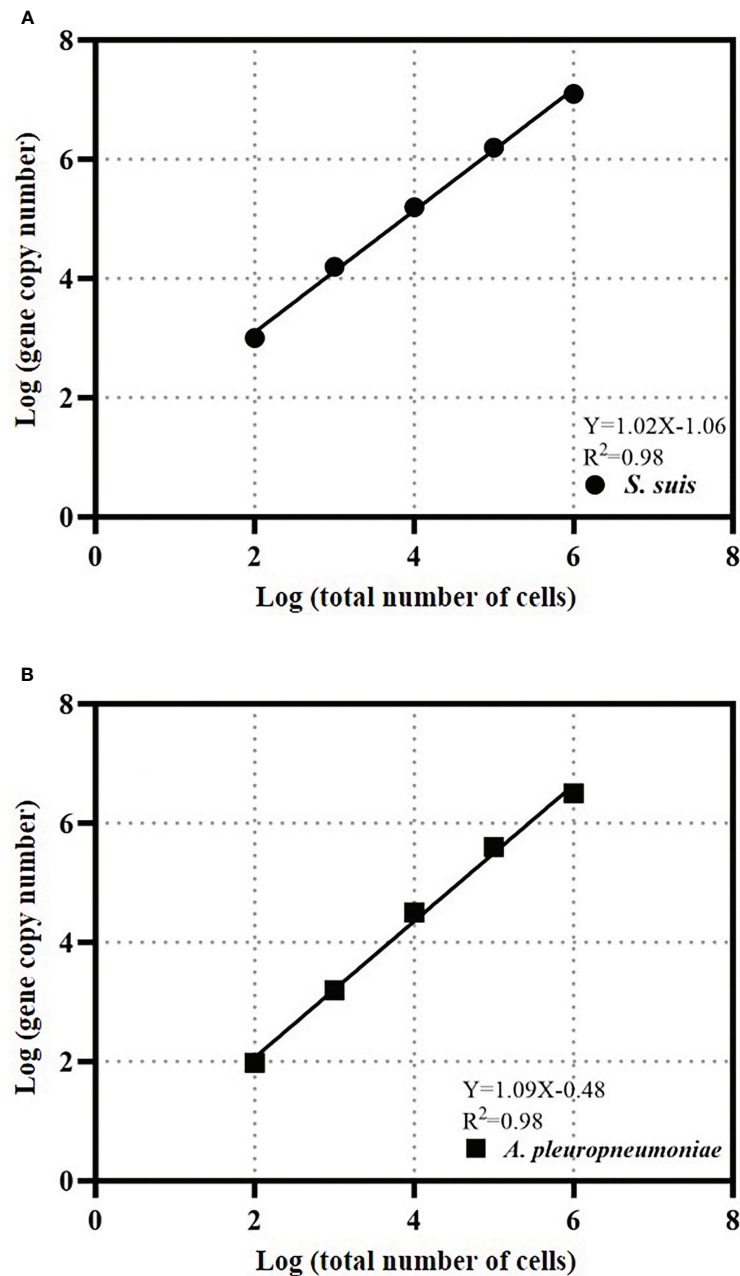 A
8
6
4
2
0
Log (gene copy number)
Y=1.02X-1.06
R²=0.98
S. suis
0 2 4 6 8
Log (total number of cells)
B
8
6
4
2
0
Log (gene copy number)
Y=1.09X-0.48
R²=0.98
A. pleuropneumoniae
0 2 4 6 8
Log (total number of cells)